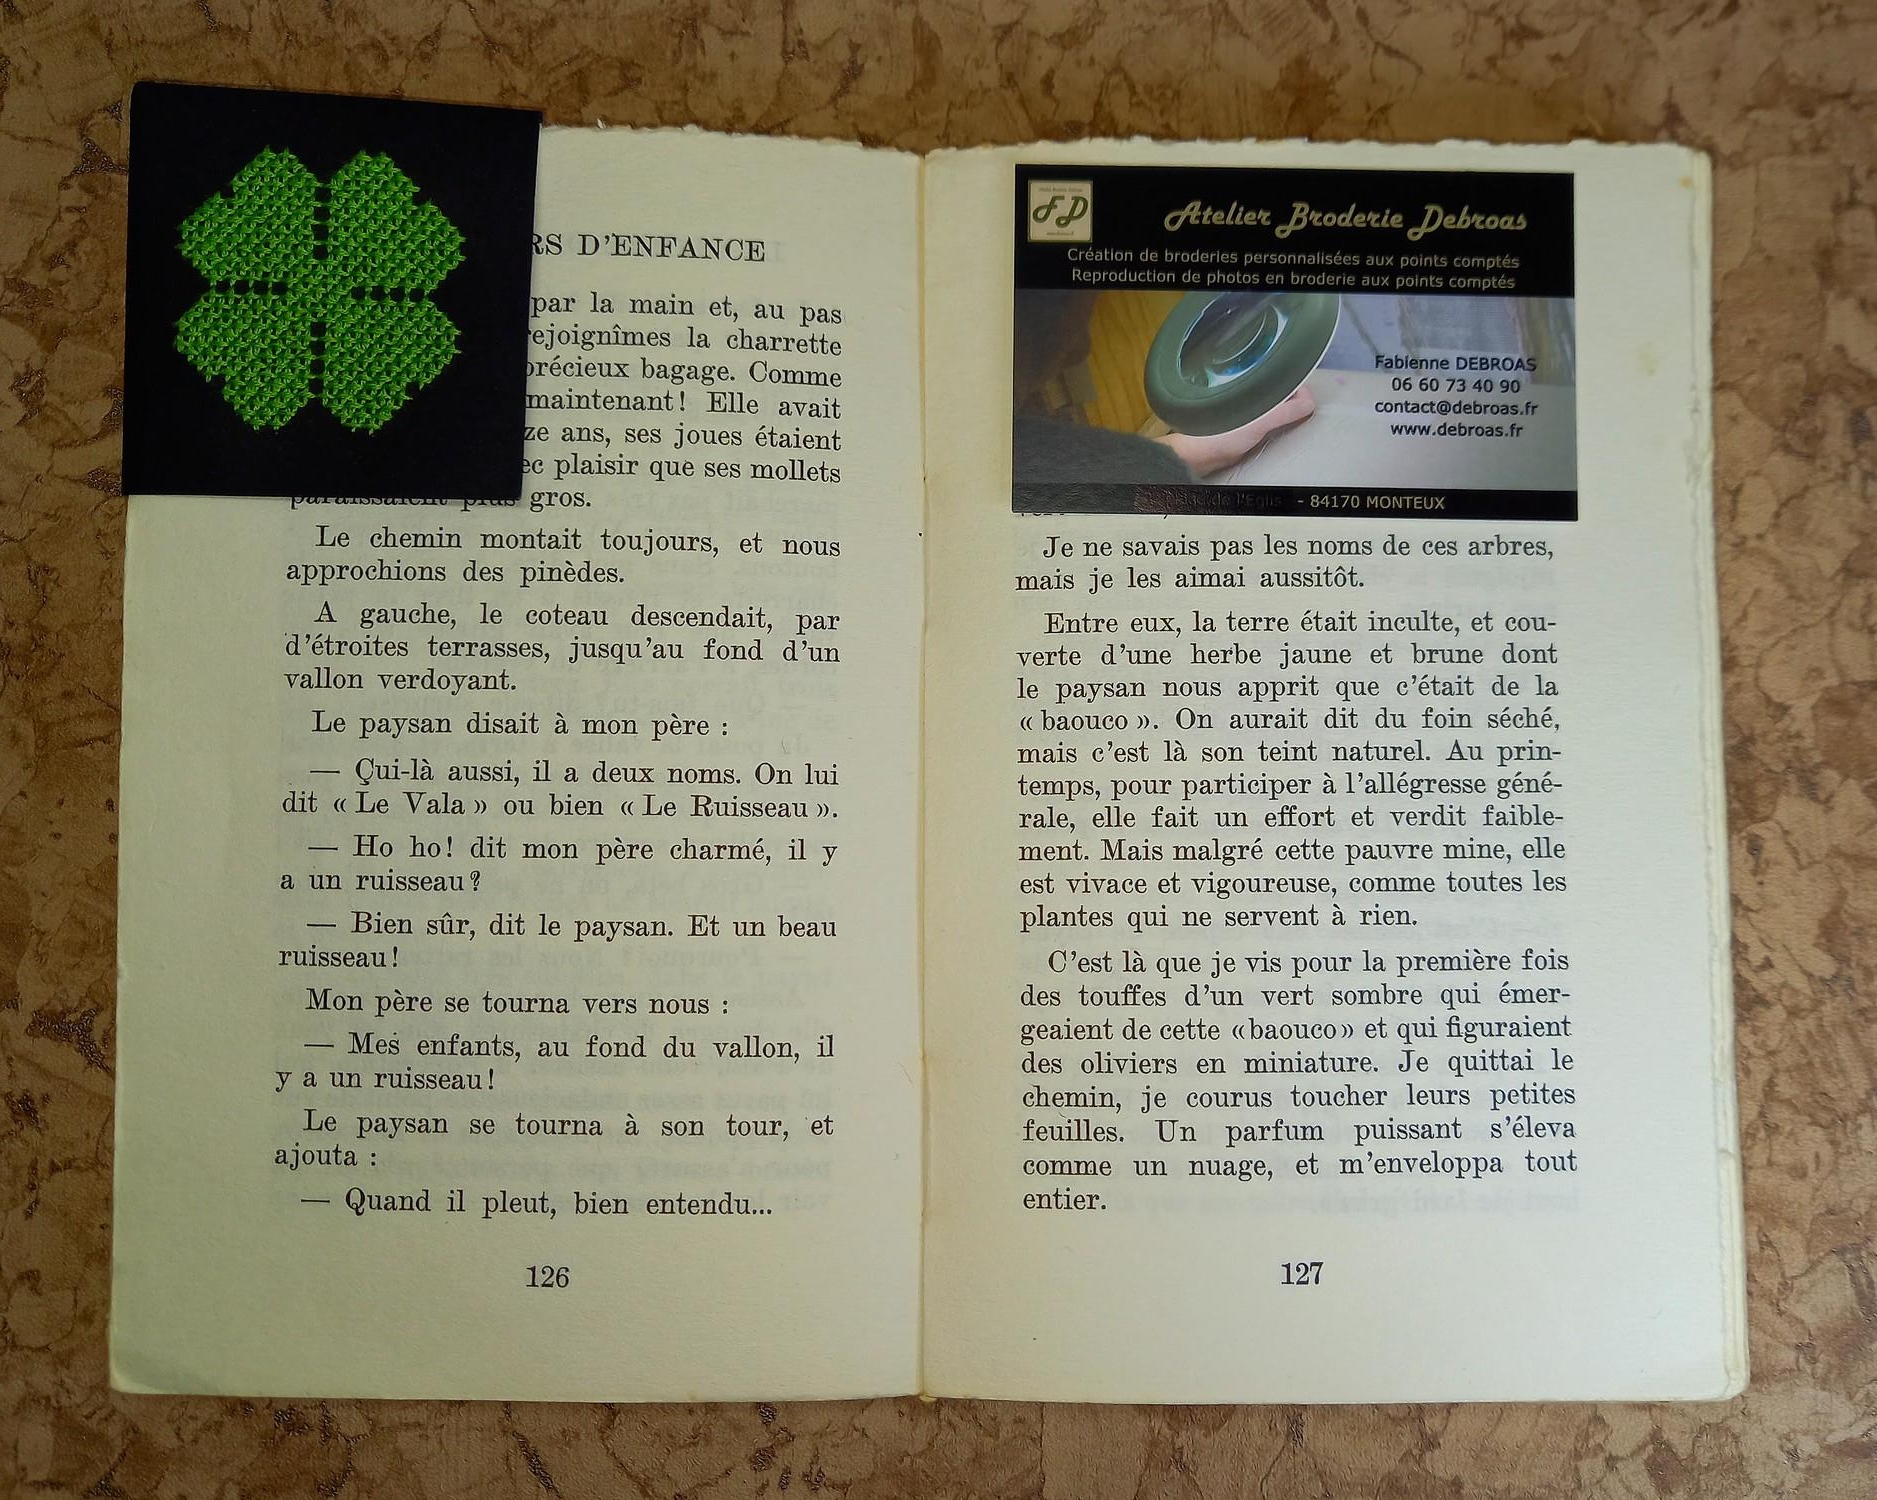 D'ENFANCE
par la main et, au pas
rejoignîmes la charrette
précieux bagage. Comme
maintenant! Elle avait
ans, ses joues étaient
plaisir que ses mollets
paraissaient plus gros.
Le chemin montait toujours, et nous
approchions des pinèdes.
A gauche, le coteau descendait, par
d'étroites terrasses, jusqu'au fond d'un
vallon verdoyant.
Le paysan disait à mon père :
— Çui-là aussi, il a deux noms. On lui
dit « Le Vala » ou bien « Le Ruisseau ».
— Ho ho! dit mon père charmé, il y
a un ruisseau?
— Bien sûr, dit le paysan. Et un beau
ruisseau!
Mon père se tourna vers nous :
— Mes enfants, au fond du vallon, il
y a un ruisseau!
Le paysan se tourna à son tour, et
ajouta :
— Quand il pleut, bien entendu...
126
FD
Atelier Broderie Debroas
Création de broderies personnalisées aux points comptés
Reproduction de photos en broderie aux points comptés
Fabienne DEBROAS
06 60 73 40 90
contact@debroas.fr
www.debroas.fr
- 84170 MONTEUX
Je ne savais pas les noms de ces arbres,
mais je les aimai aussitôt.
Entre eux, la terre était inculte, et cou-
verte d'une herbe jaune et brune dont
le paysan nous apprit que c'était de la
« baouco ». On aurait dit du foin séché,
mais c'est là son teint naturel. Au prin-
temps, pour participer à l'allégresse géné-
rale, elle fait un effort et verdit faible-
ment. Mais malgré cette pauvre mine, elle
est vivace et vigoureuse, comme toutes les
plantes qui ne servent à rien.
C'est là que je vis pour la première fois
des touffes d'un vert sombre qui émer-
geaient de cette «baouco» et qui figuraient
des oliviers en miniature. Je quittai le
chemin, je courus toucher leurs petites
feuilles. Un parfum puissant s'éleva
comme un nuage, et m'enveloppa tout
entier.
127